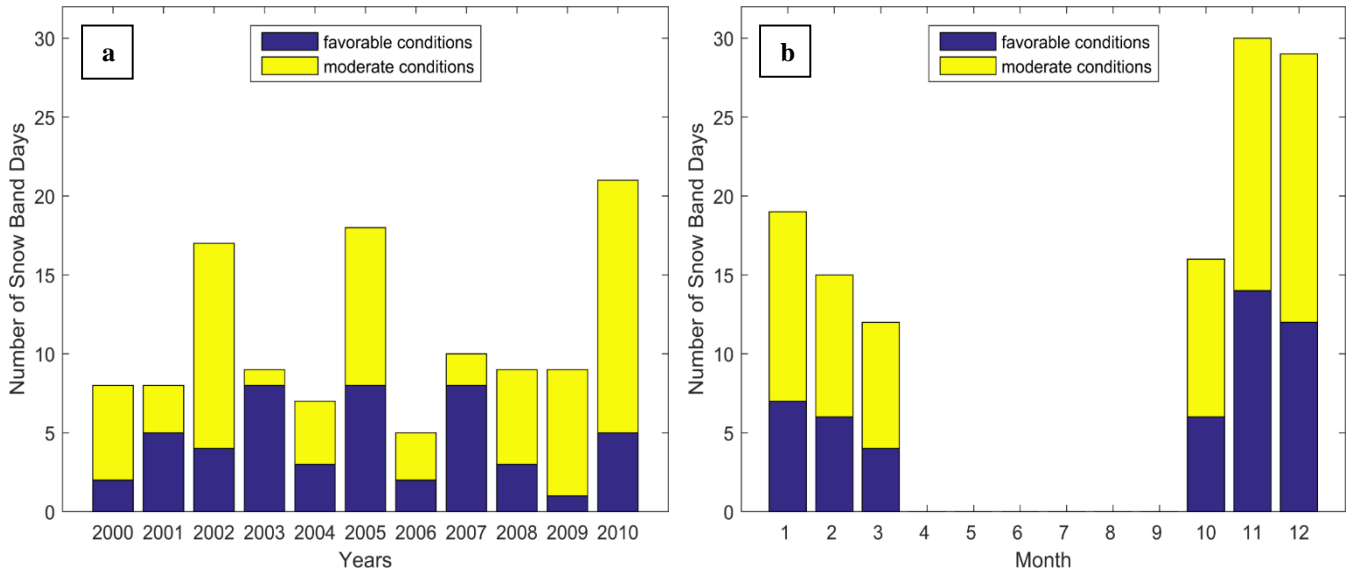 a
favorable conditions
moderate conditions
Number of Snow Band Days
30
25
20
15
10
5
0
2000 2001 2002 2003 2004 2005 2006 2007 2008 2009 2010
Years
b
favorable conditions
moderate conditions
Number of Snow Band Days
30
25
20
15
10
5
0
1 2 3 4 5 6 7 8 9 10 11 12
Month